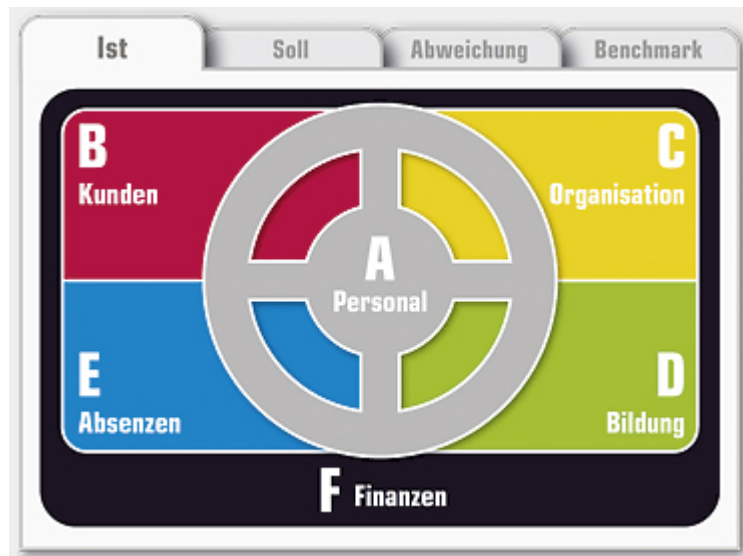 Ist Soll Abweichung Benchmark
B
Kunden
C
Organisation
A
Personal
E
Absenzen
D
Bildung
F Finanzen